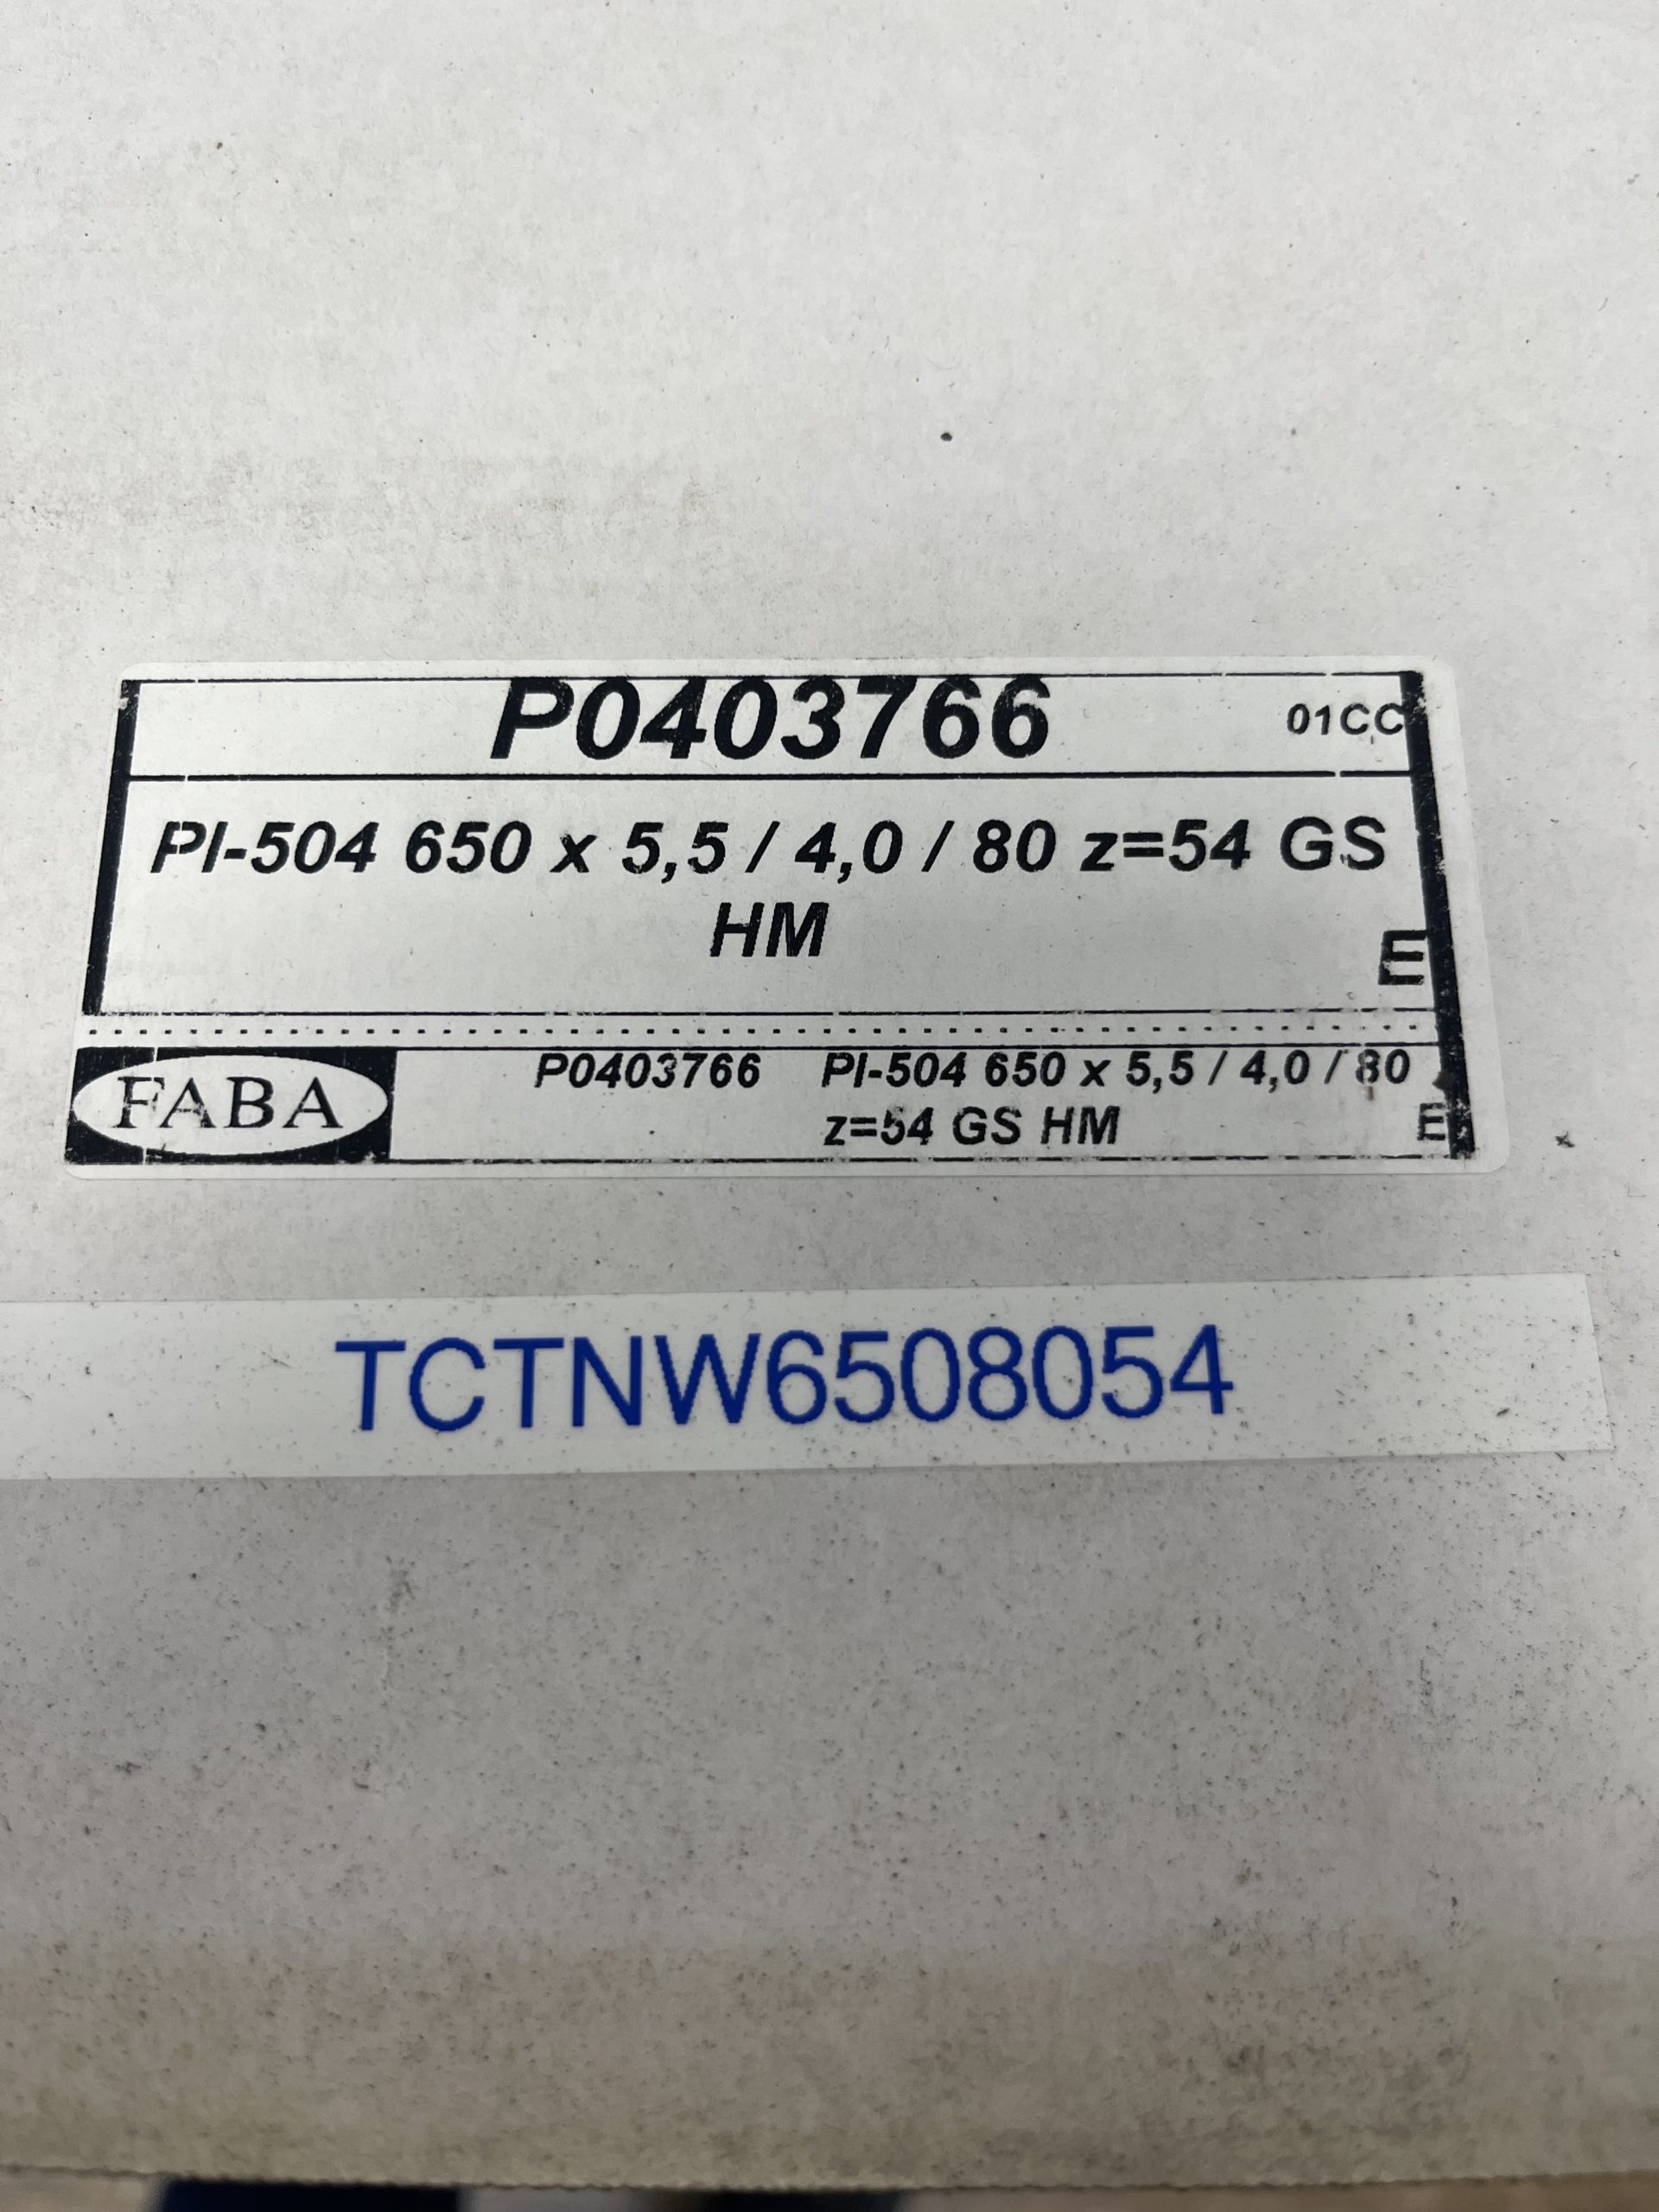 P0403766 01CC
PI-504 650 x 5,5 / 4,0 / 80 z=54 GS
HM
E
FABA P0403766 PI-504 650 x 5,5 / 4,0 / 80
z=54 GS HM E
TCTNW6508054